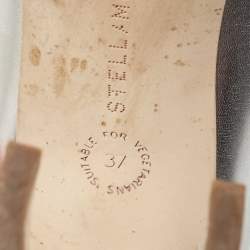 STELLA M
SUITABLE FOR VEGETARIANS
37